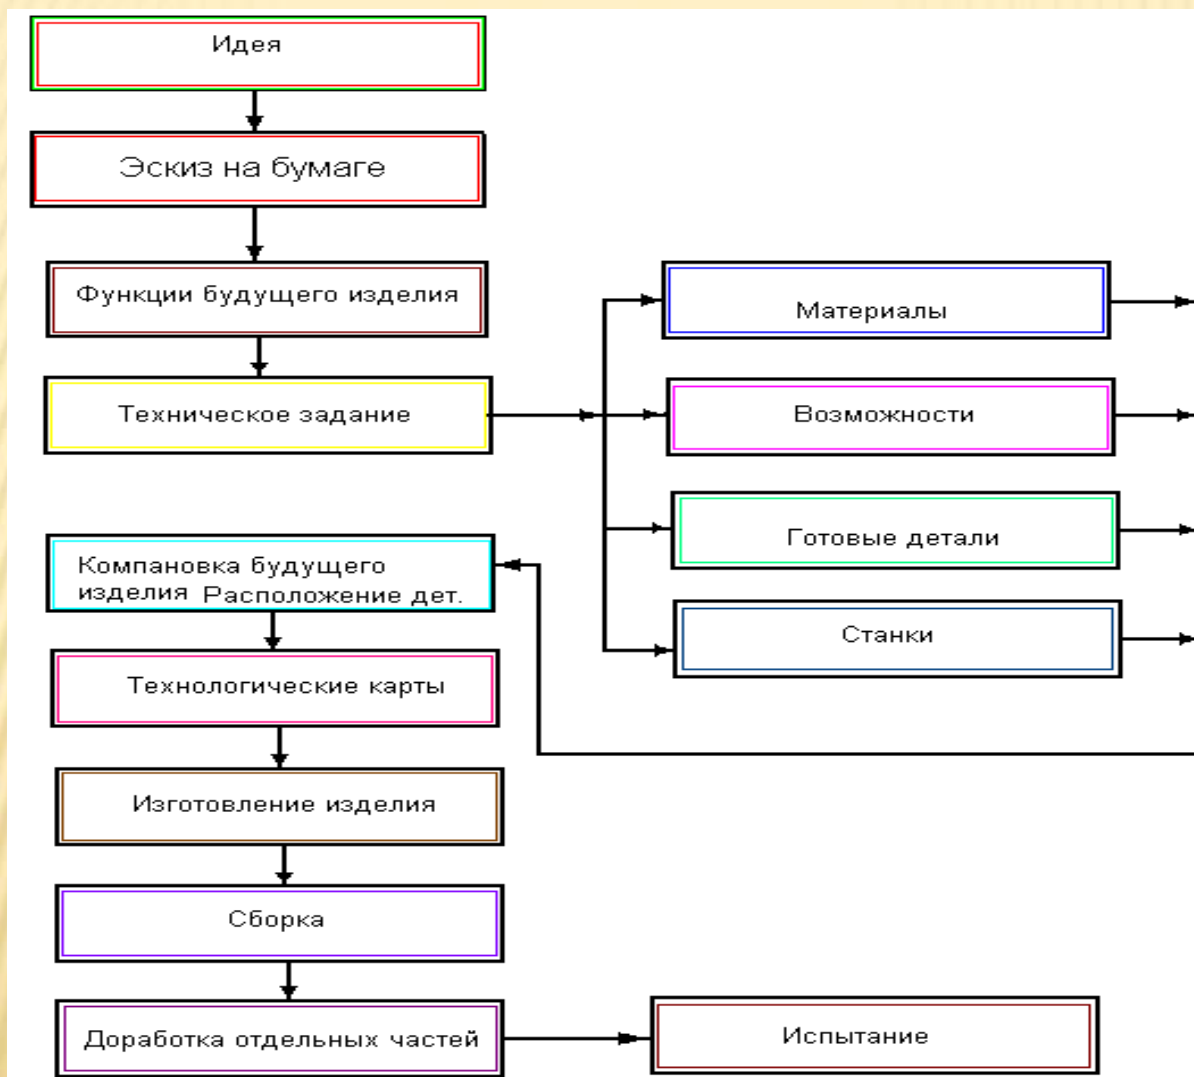 Идея
Эскиз на бумаге
Функции будущего изделия
Техническое задание
Материалы
Возможности
Готовые детали
Станки
Компановка будущего
изделия Расположение дет.
Технологические карты
Изготовление изделия
Сборка
Доработка отдельных частей
Испытание